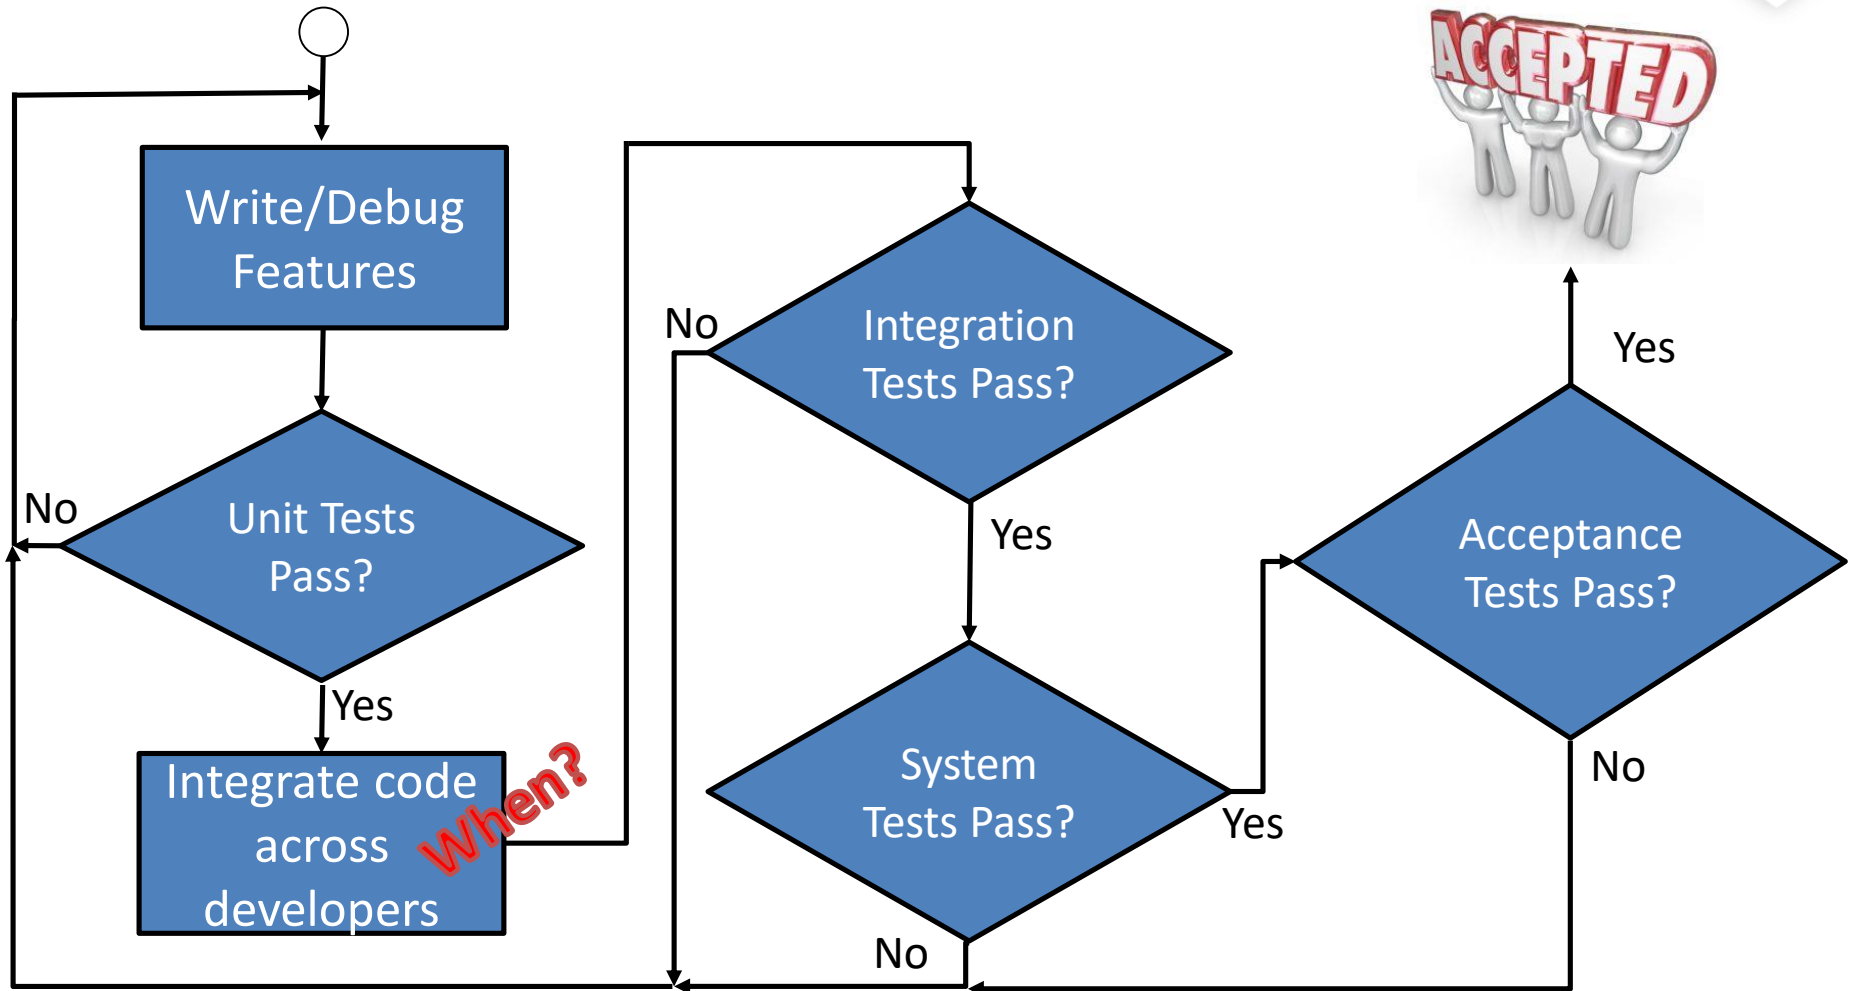 Write/Debug
Features
No
Unit Tests
Pass?
Yes
Integrate code
across
developers
When?
No
Integration
Tests Pass?
Yes
System
Tests Pass?
Yes
No
Acceptance
Tests Pass?
Yes
No
ACCEPTED